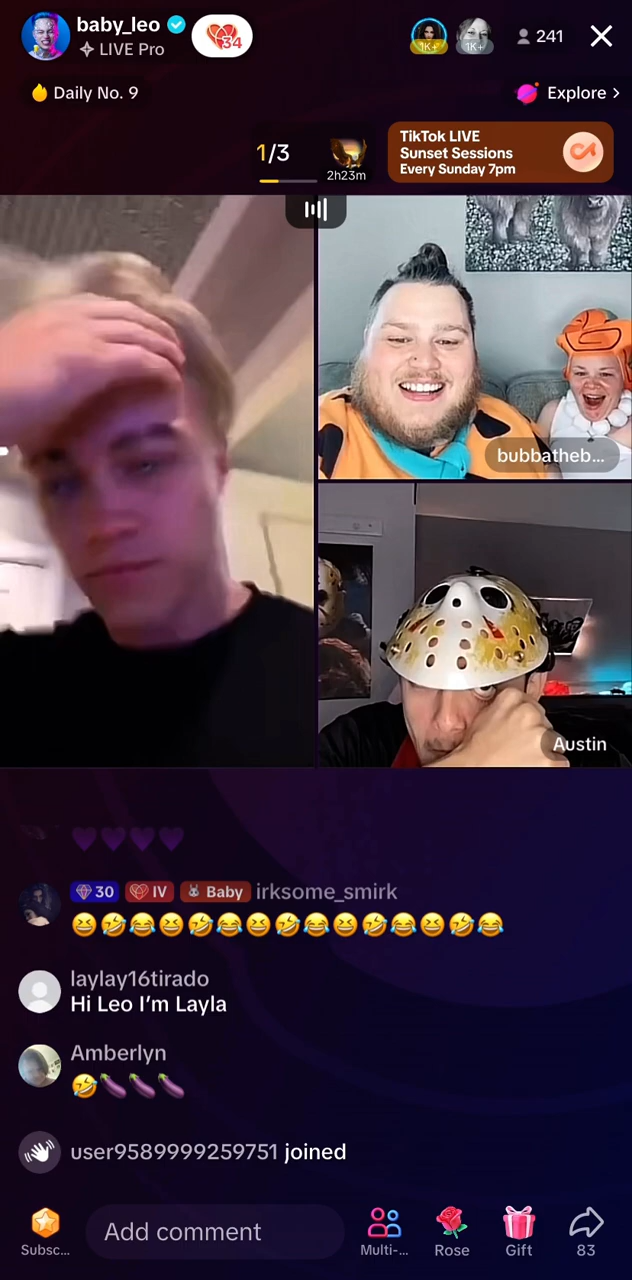 baby_leo
LIVE Pro
34
1K+
1K+
241
Daily No. 9
Explore >
1/3
2h23m
TikTok LIVE
Sunset Sessions
Every Sunday 7pm
bubbatheb...
Austin
💜💜💜💜
30 IV Baby irksome_smirk
😆🤣😂😆🤣😂😆🤣😂😆🤣😂😆🤣😂
laylay16tirado
Hi Leo I'm Layla
Amberlyn
🤣🍆🍆🍆
user9589999259751 joined
Add comment
Subsc...
Multi-...
Rose
Gift
83